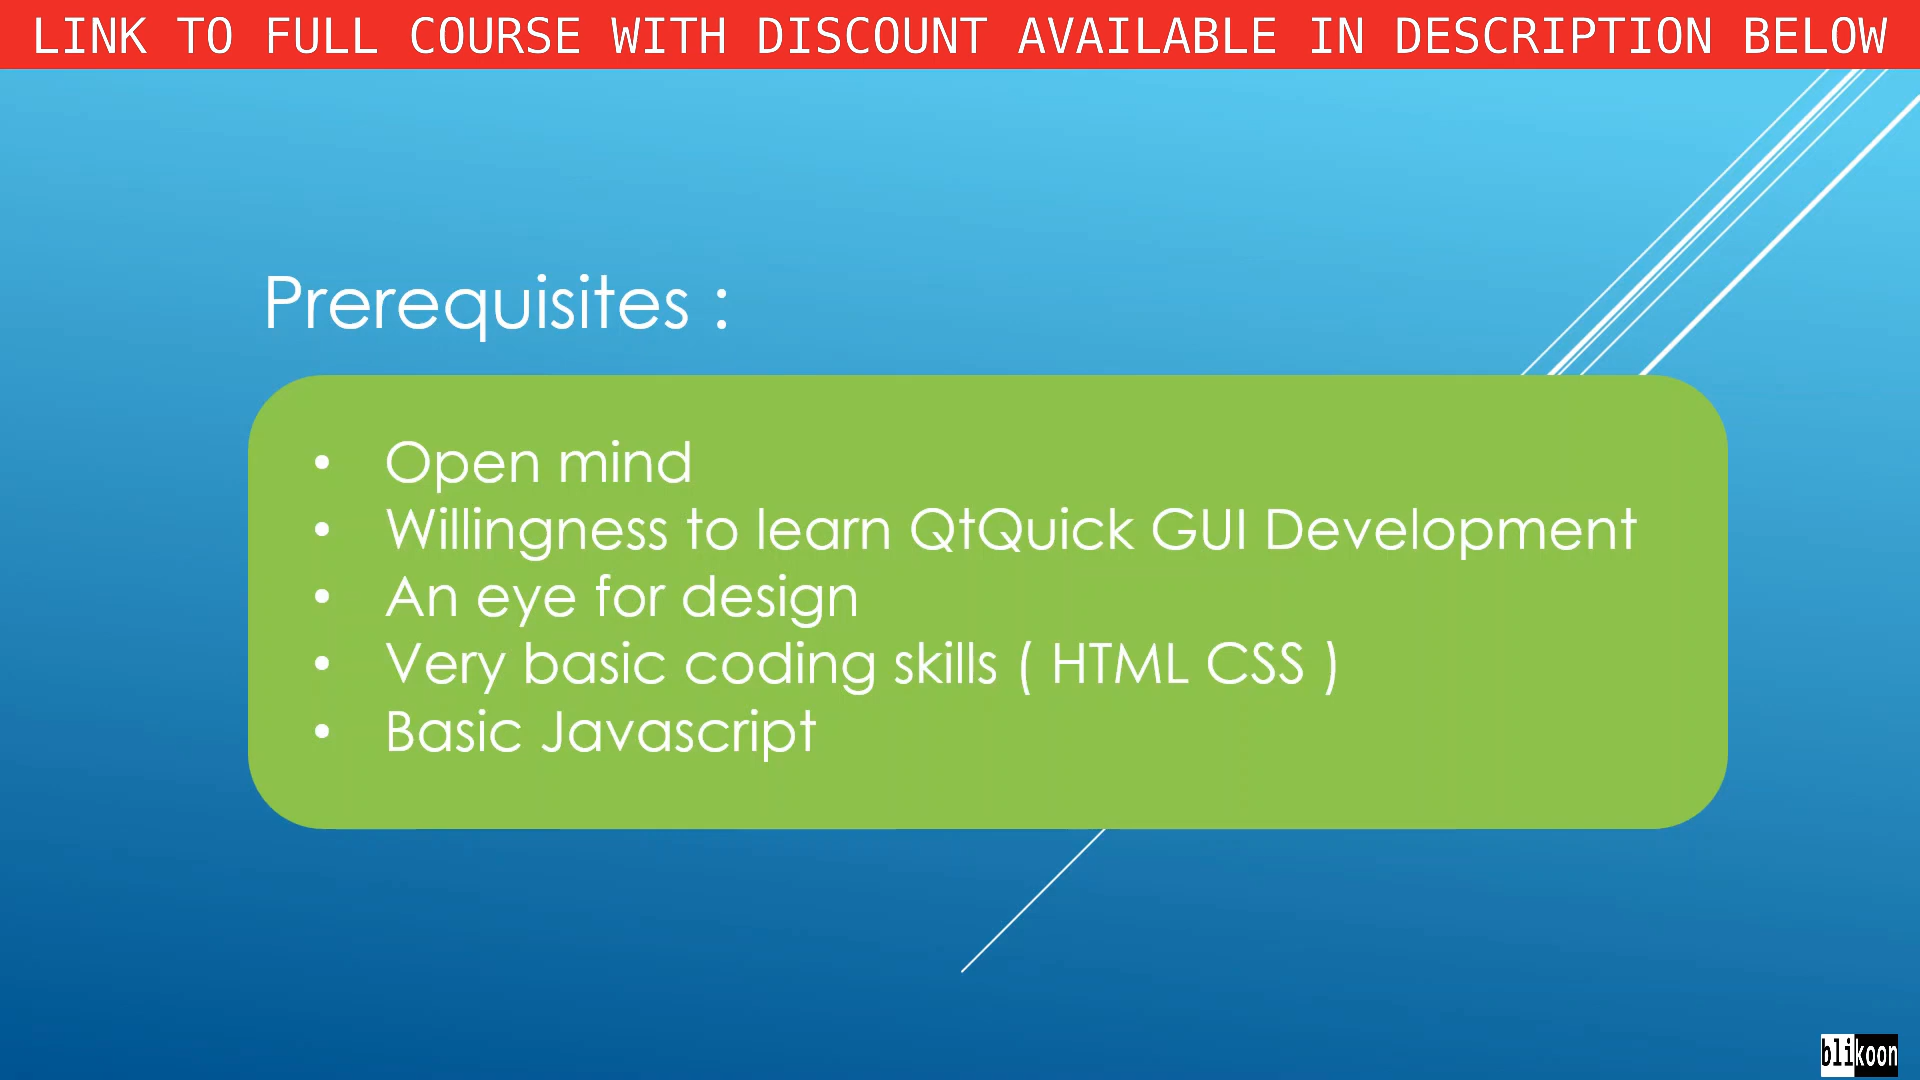 LINK TO FULL COURSE WITH DISCOUNT AVAILABLE IN DESCRIPTION BELOW
Prerequisites :
• Open mind
• Willingness to learn QtQuick GUI Development
• An eye for design
• Very basic coding skills ( HTML CSS )
• Basic Javascript
blikoon